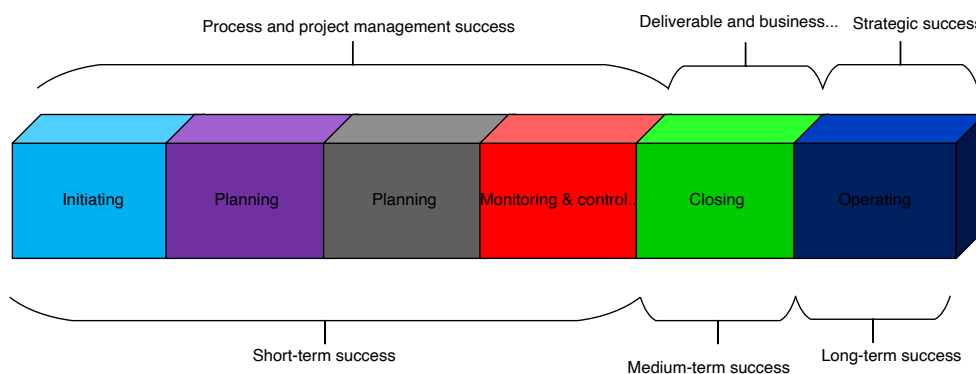 Process and project management success
Deliverable and business...
Strategic success
Initiating
Planning
Planning
Monitoring & control..
Closing
Operating
Short-term success
Medium-term success
Long-term success